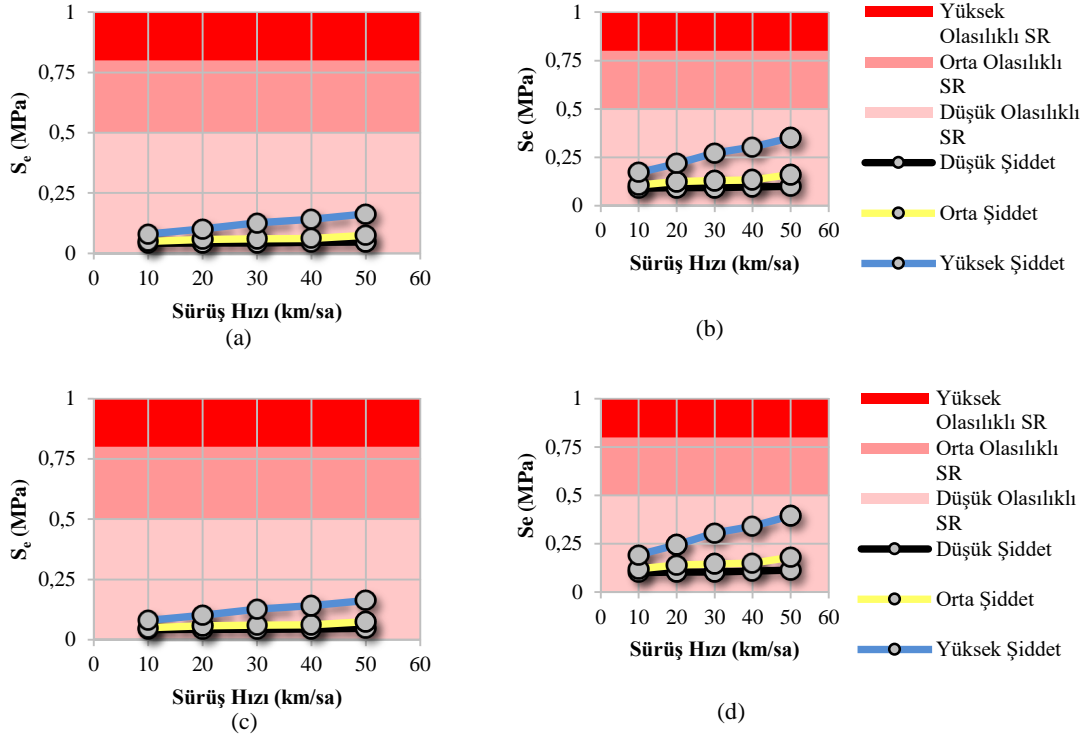 1
0,75
0,5
0,25
0
0 10 20 30 40 50 60
Sₑ (MPa)
Sürüş Hızı (km/sa)
(a)
1
0,75
0,5
0,25
0
0 10 20 30 40 50 60
Se (MPa)
Sürüş Hızı (km/sa)
(b)
Yüksek
Olasılıklı SR
Orta Olasılıklı
SR
Düşük Olasılıklı
SR
Düşük Şiddet
Orta Şiddet
Yüksek Şiddet
1
0,75
0,5
0,25
0
0 10 20 30 40 50 60
Sₑ (MPa)
Sürüş Hızı (km/sa)
(c)
1
0,75
0,5
0,25
0
0 10 20 30 40 50 60
Se (MPa)
Sürüş Hızı (km/sa)
(d)
Yüksek
Olasılıklı SR
Orta Olasılıklı
SR
Düşük Olasılıklı
SR
Düşük Şiddet
Orta Şiddet
Yüksek Şiddet